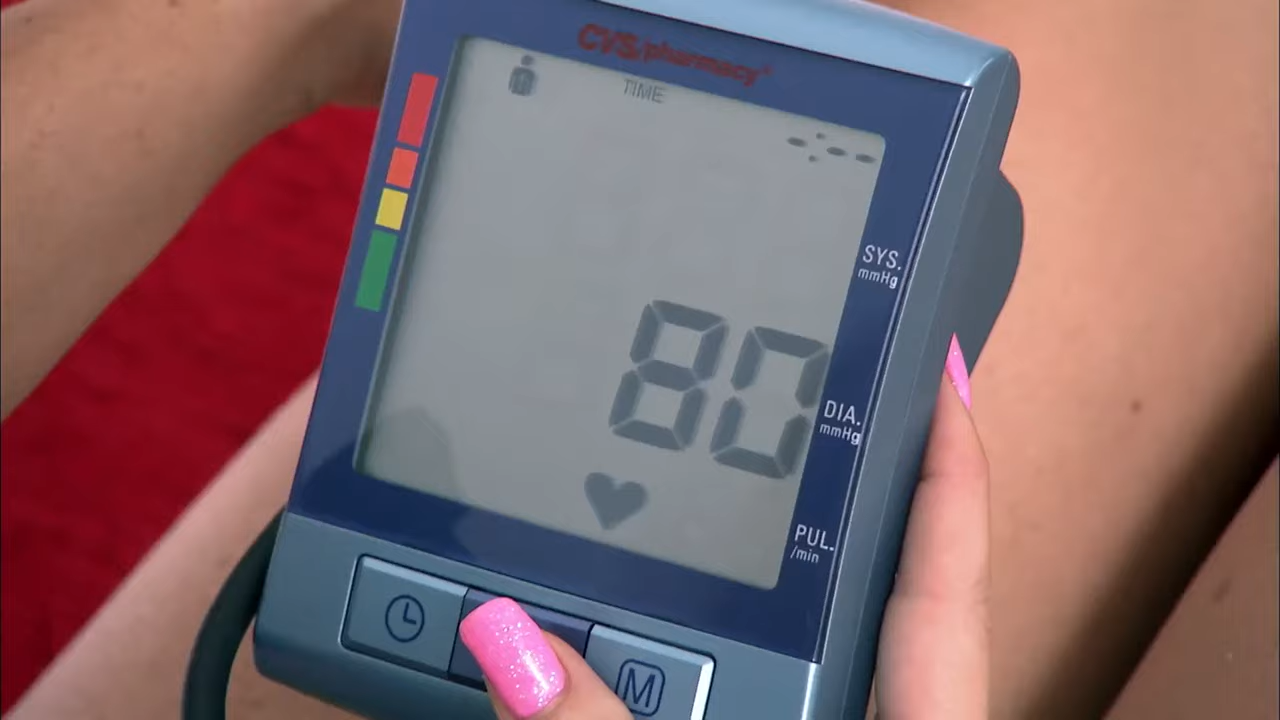 CVS/pharmacy®
TIME
-:--
SYS.
mmHg
80
DIA.
mmHg
PUL.
/min
M